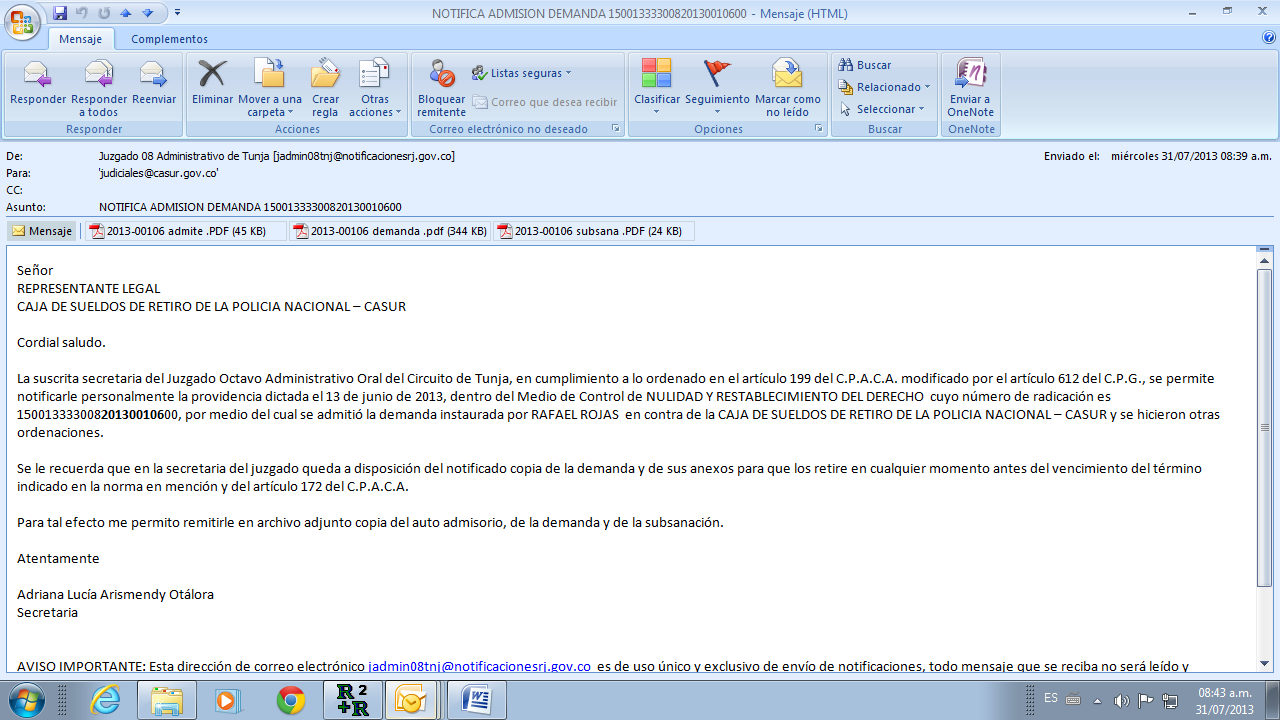 NOTIFICA ADMISION DEMANDA 15001333300820130010600 - Mensaje (HTML)
Mensaje Complementos
Responder Responder a todos Reenviar
Responder
Eliminar Mover a una carpeta Crear regla Otras acciones
Acciones
Bloquear remitente Listas seguras Correo que desea recibir
Correo electrónico no deseado
Clasificar Seguimiento Marcar como no leído
Opciones
Buscar
Relacionado
Seleccionar
Buscar
Enviar a OneNote
OneNote
De: Juzgado 08 Administrativo de Tunja [jadmin08tnj@notificacionesrj.gov.co] Enviado el: miércoles 31/07/2013 08:39 a.m.
Para: 'judiciales@casur.gov.co'
CC:
Asunto: NOTIFICA ADMISION DEMANDA 15001333300820130010600
Mensaje 2013-00106 admite .PDF (45 KB) 2013-00106 demanda .pdf (344 KB) 2013-00106 subsana .PDF (24 KB)
Señor
REPRESENTANTE LEGAL
CAJA DE SUELDOS DE RETIRO DE LA POLICIA NACIONAL – CASUR
Cordial saludo.
La suscrita secretaria del Juzgado Octavo Administrativo Oral del Circuito de Tunja, en cumplimiento a lo ordenado en el artículo 199 del C.P.A.C.A. modificado por el artículo 612 del C.P.G., se permite
notificarle personalmente la providencia dictada el 13 de junio de 2013, dentro del Medio de Control de NULIDAD Y RESTABLECIMIENTO DEL DERECHO cuyo número de radicación es
15001333300820130010600, por medio del cual se admitió la demanda instaurada por RAFAEL ROJAS en contra de la CAJA DE SUELDOS DE RETIRO DE LA POLICIA NACIONAL – CASUR y se hicieron otras
ordenaciones.
Se le recuerda que en la secretaria del juzgado queda a disposición del notificado copia de la demanda y de sus anexos para que los retire en cualquier momento antes del vencimiento del término
indicado en la norma en mención y del artículo 172 del C.P.A.C.A.
Para tal efecto me permito remitirle en archivo adjunto copia del auto admisorio, de la demanda y de la subsanación.
Atentamente
Adriana Lucía Arismendy Otálora
Secretaria
AVISO IMPORTANTE: Esta dirección de correo electrónico jadmin08tnj@notificacionesrj.gov.co es de uso único y exclusivo de envío de notificaciones, todo mensaje que se reciba no será leído y
R 2
+R
ES 08:43 a.m.
31/07/2013